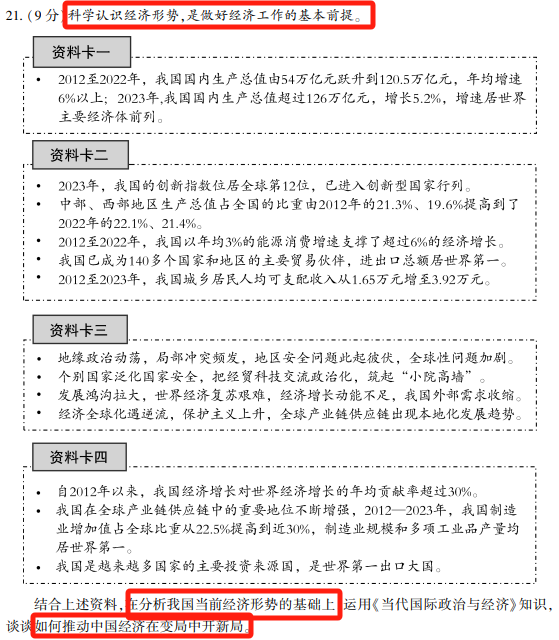 21. (9分)科学认识经济形势,是做好经济工作的基本前提。
资料卡一
• 2012至2022年，我国国内生产总值由54万亿元跃升到120.5万亿元，年均增速
6%以上；2023年,我国国内生产总值超过126万亿元，增长5.2%，增速居世界
主要经济体前列。
资料卡二
• 2023年，我国的创新指数位居全球第12位，已进入创新型国家行列。
• 中部、西部地区生产总值占全国的比重由2012年的21.3%、19.6%提高到了
2022年的22.1%、21.4%。
• 2012至2022年，我国以年均3%的能源消费增速支撑了超过6%的经济增长。
• 我国已成为140多个国家和地区的主要贸易伙伴，进出口总额居世界第一。
• 2012至2023年，我国城乡居民人均可支配收入从1.65万元增至3.92万元。
资料卡三
• 地缘政治动荡，局部冲突频发，地区安全问题此起彼伏，全球性问题加剧。
• 个别国家泛化国家安全，把经贸科技交流政治化，筑起“小院高墙”。
• 发展鸿沟拉大，世界经济复苏艰难，经济增长动能不足，我国外部需求收缩。
• 经济全球化遇逆流，保护主义上升，全球产业链供应链出现本地化发展趋势。
资料卡四
• 自2012年以来，我国经济增长对世界经济增长的年均贡献率超过30%。
• 我国在全球产业链供应链中的重要地位不断增强，2012—2023年，我国制造
业增加值占全球比重从22.5%提高到近30%，制造业规模和多项工业品产量均
居世界第一。
• 我国是越来越多国家的主要投资来源国，是世界第一出口大国。
结合上述资料,在分析我国当前经济形势的基础上,运用《当代国际政治与经济》知识，
谈谈如何推动中国经济在变局中开新局。